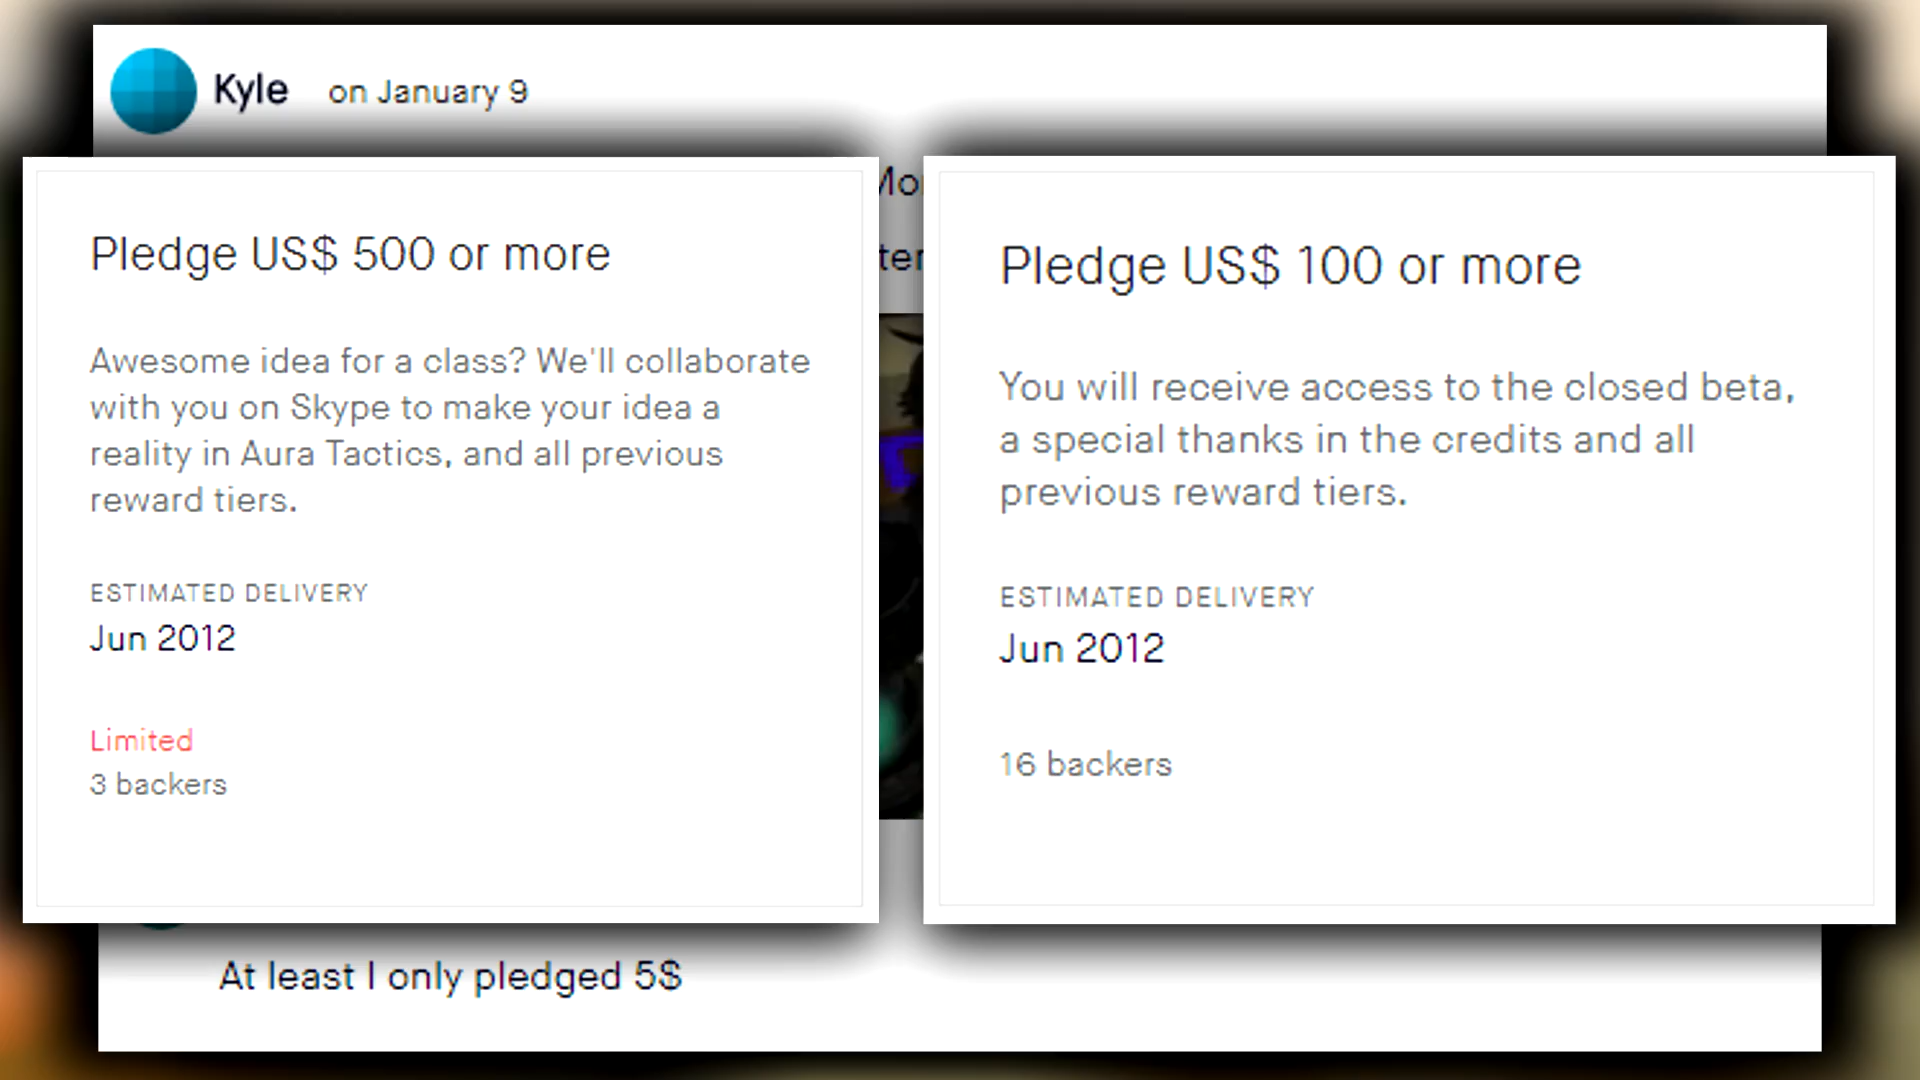 Kyle on January 9
Pledge US$ 500 or more
Awesome idea for a class? We'll collaborate
with you on Skype to make your idea a
reality in Aura Tactics, and all previous
reward tiers.
ESTIMATED DELIVERY
Jun 2012
Limited
3 backers
Pledge US$ 100 or more
You will receive access to the closed beta,
a special thanks in the credits and all
previous reward tiers.
ESTIMATED DELIVERY
Jun 2012
16 backers
At least I only pledged 5$